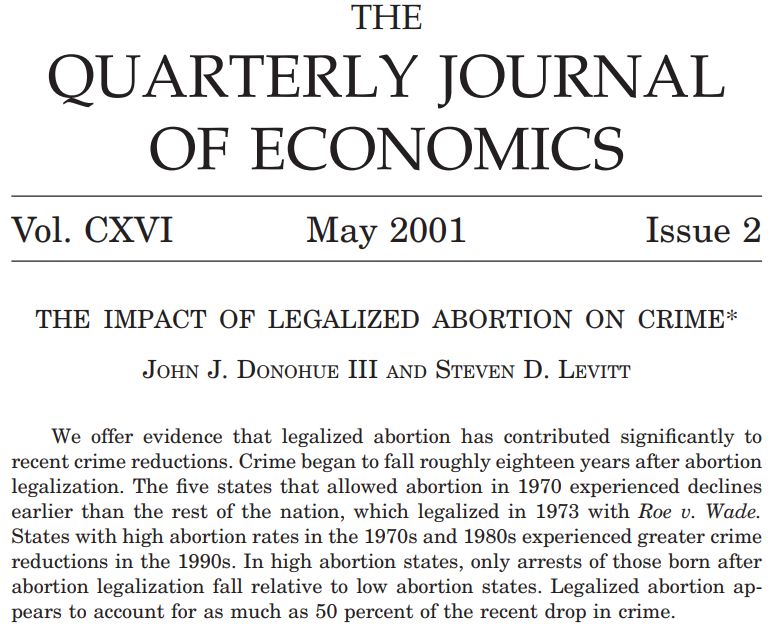 THE
QUARTERLY JOURNAL
OF ECONOMICS
Vol. CXVI May 2001 Issue 2
THE IMPACT OF LEGALIZED ABORTION ON CRIME*
JOHN J. DONOHUE III AND STEVEN D. LEVITT
We offer evidence that legalized abortion has contributed significantly to
recent crime reductions. Crime began to fall roughly eighteen years after abortion
legalization. The five states that allowed abortion in 1970 experienced declines
earlier than the rest of the nation, which legalized in 1973 with Roe v. Wade.
States with high abortion rates in the 1970s and 1980s experienced greater crime
reductions in the 1990s. In high abortion states, only arrests of those born after
abortion legalization fall relative to low abortion states. Legalized abortion ap-
pears to account for as much as 50 percent of the recent drop in crime.